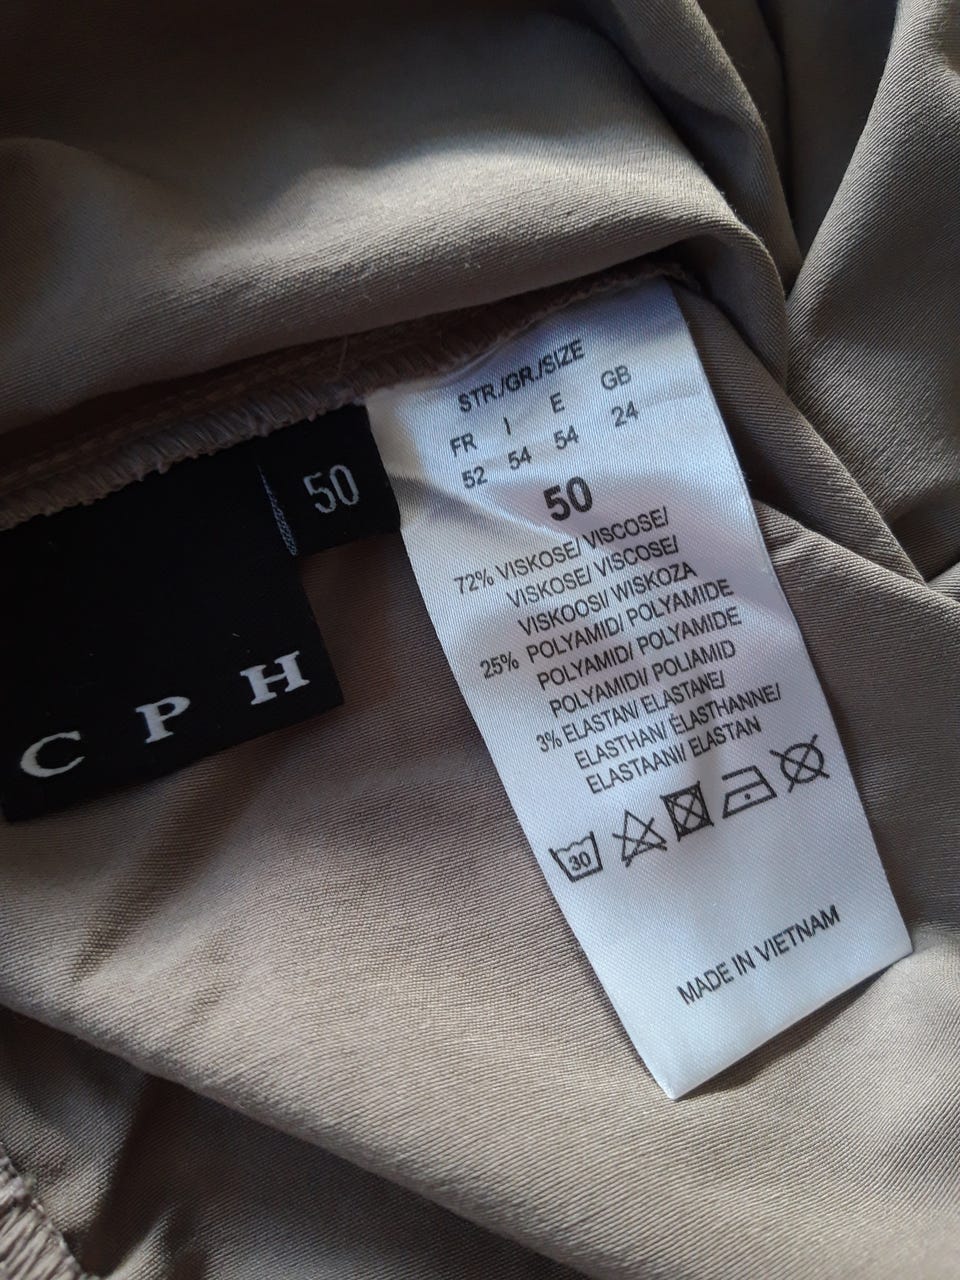 50
C P H
STR./GR./SIZE
FR I E GB
52 54 54 24
50
72% VISKOSE/ VISCOSE/
VISKOSE/ VISCOSE/
VISKOOSI/ WISKOZA
25% POLYAMID/ POLYAMIDE
POLYAMID/ POLYAMIDE
POLYAMIDI/ POLIAMID
3% ELASTAN/ ELASTANE/
ELASTHAN/ ÉLASTHANNE/
ELASTAANI/ ELASTAN
30
MADE IN VIETNAM